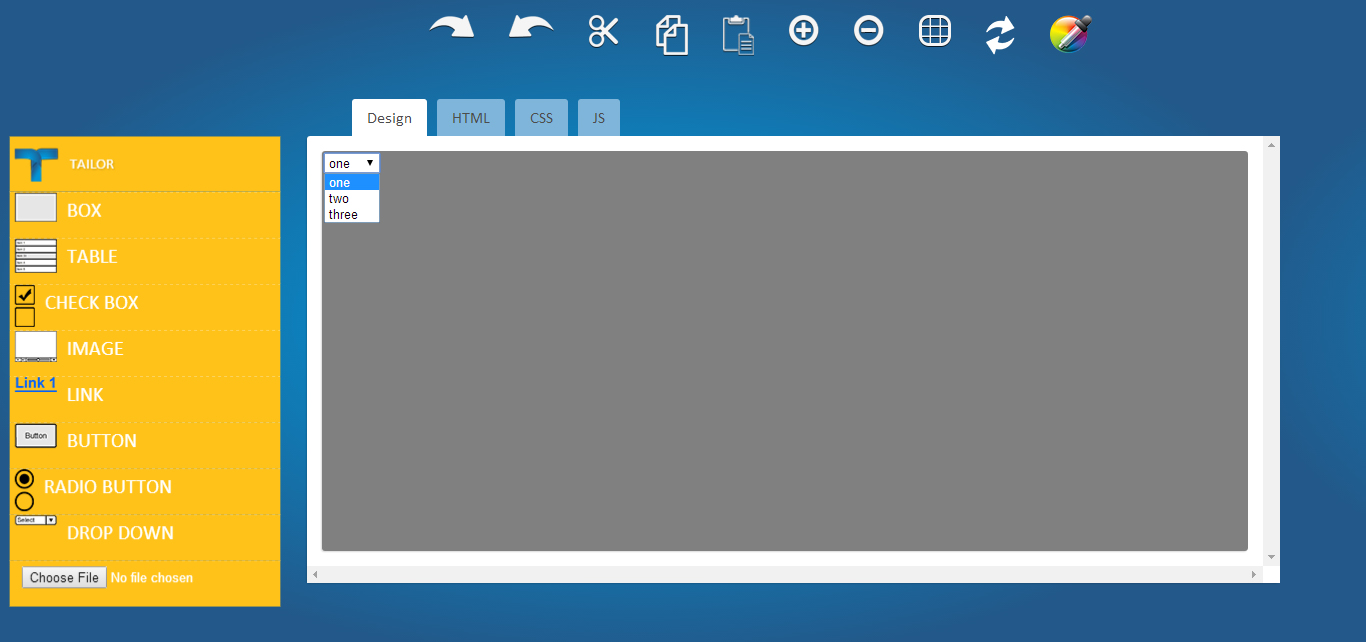 Design HTML CSS JS
TAILOR
BOX
TABLE
CHECK BOX
IMAGE
Link 1
LINK
Button
BUTTON
RADIO BUTTON
Select
DROP DOWN
Choose File No file chosen
one
one
two
three